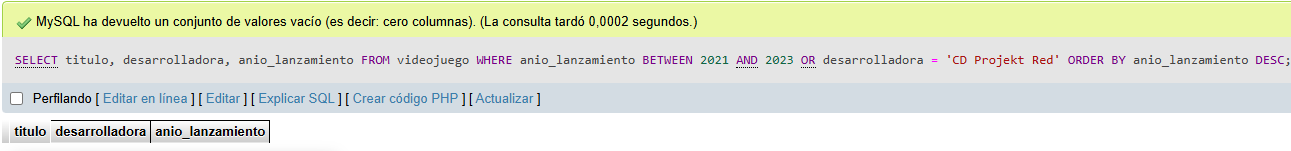 MySQL ha devuelto un conjunto de valores vacío (es decir: cero columnas). (La consulta tardó 0,0002 segundos.)
SELECT titulo, desarrolladora, anio_lanzamiento FROM videojuego WHERE anio_lanzamiento BETWEEN 2021 AND 2023 OR desarrolladora = 'CD Projekt Red' ORDER BY anio_lanzamiento DESC;
Perfilando [ Editar en línea ] [ Editar ] [ Explicar SQL ] [ Crear código PHP ] [ Actualizar ]
titulo desarrolladora anio_lanzamiento